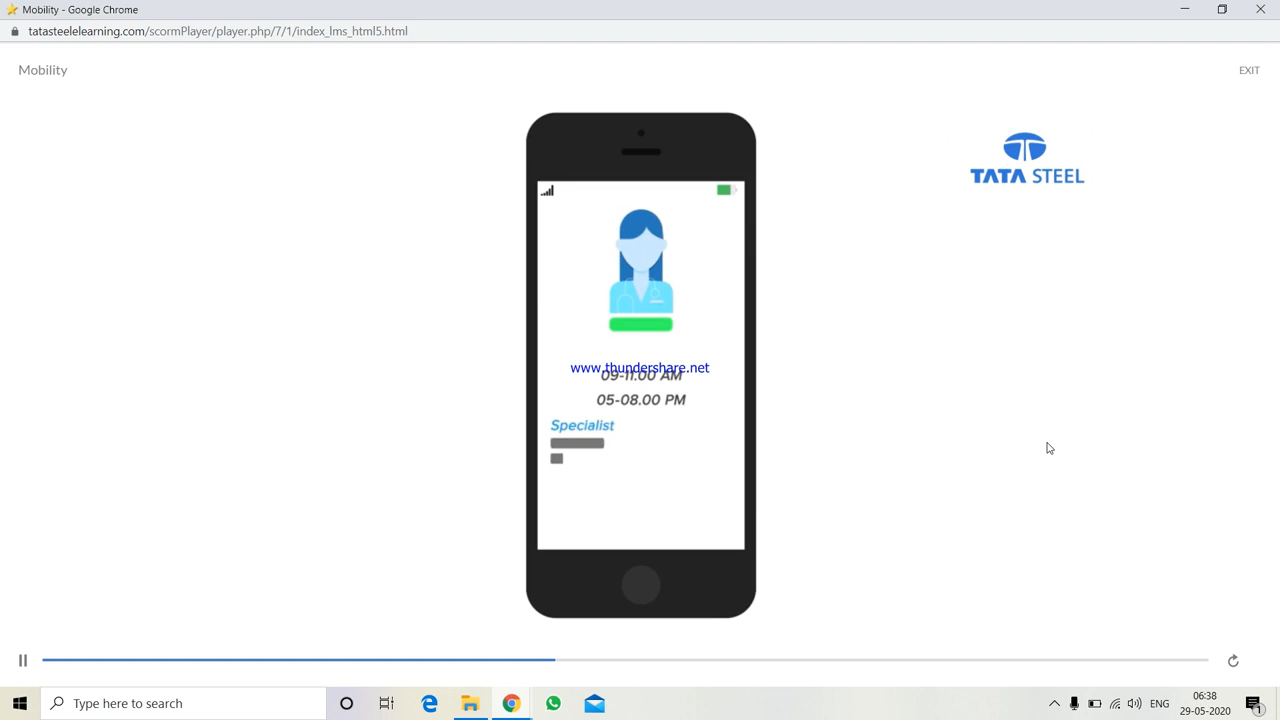 Mobility - Google Chrome
tatasteelelearning.com/scormPlayer/player.php/7/1/index_lms_html5.html
Mobility
EXIT
TATA STEEL
www.thundershare.net
09-11.00 AM
05-08.00 PM
Specialist
Type here to search
ENG
06:38
29-05-2020
1